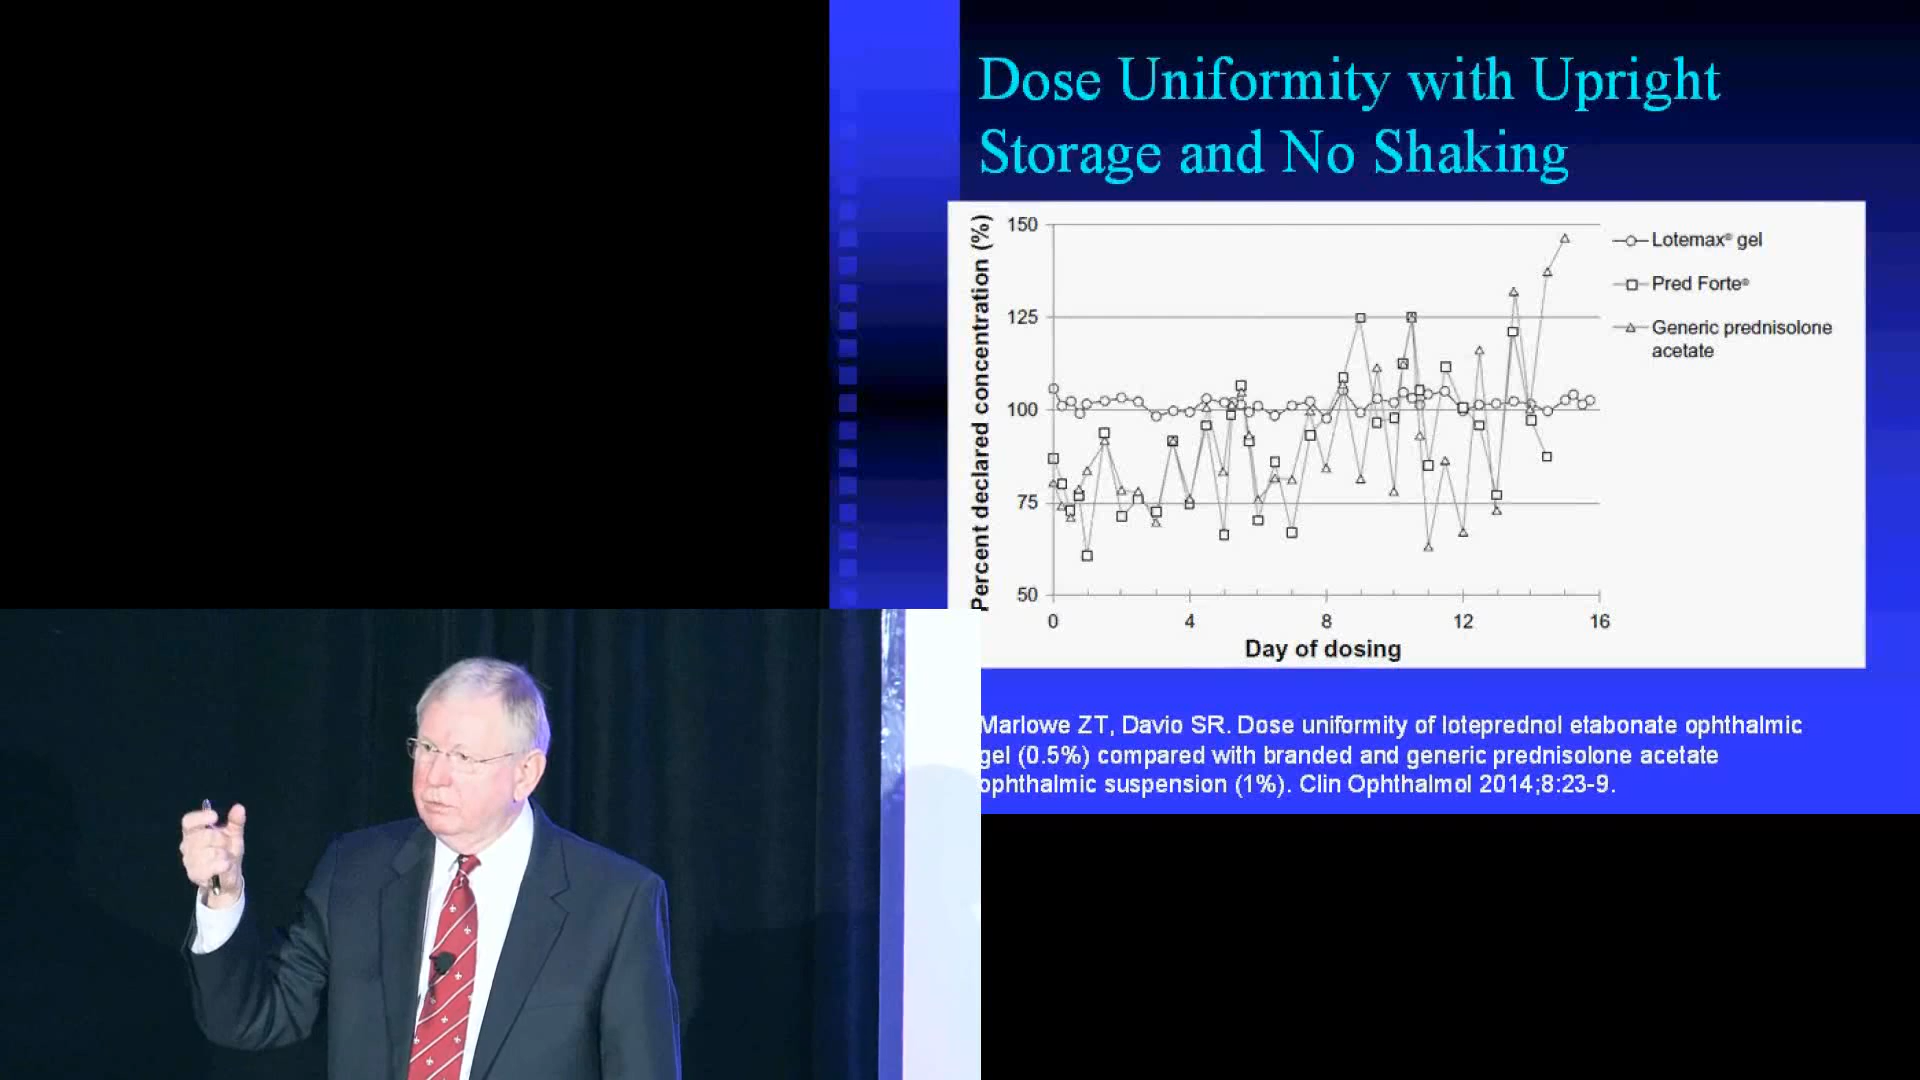 Dose Uniformity with Upright
Storage and No Shaking
Percent declared concentration (%)
150
125
100
75
50
0 4 8 12 16
Day of dosing
Lotemax® gel
Pred Forte®
Generic prednisolone
acetate
Marlowe ZT, Davio SR. Dose uniformity of loteprednol etabonate ophthalmic
gel (0.5%) compared with branded and generic prednisolone acetate
ophthalmic suspension (1%). Clin Ophthalmol 2014;8:23-9.